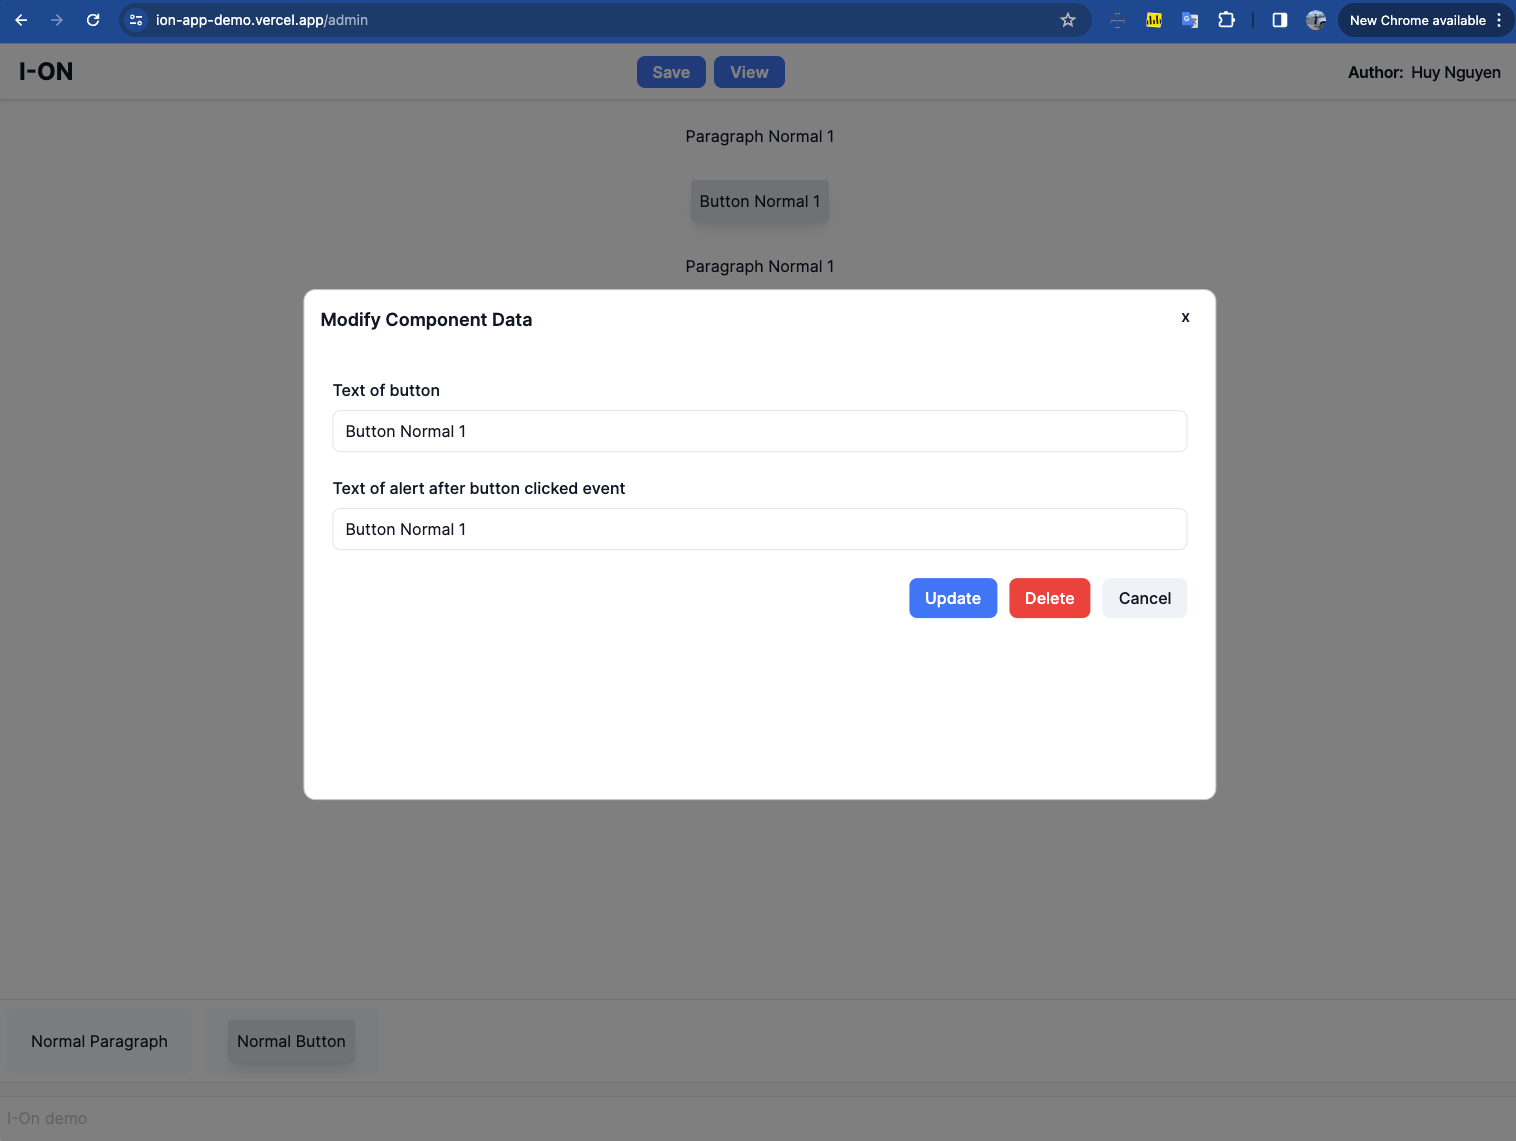 ion-app-demo.vercel.app/admin
New Chrome available
I-ON
Save
View
Author: Huy Nguyen
Paragraph Normal 1
Button Normal 1
Paragraph Normal 1
Modify Component Data
x
Text of button
Button Normal 1
Text of alert after button clicked event
Button Normal 1
Update
Delete
Cancel
Normal Paragraph
Normal Button
I-On demo